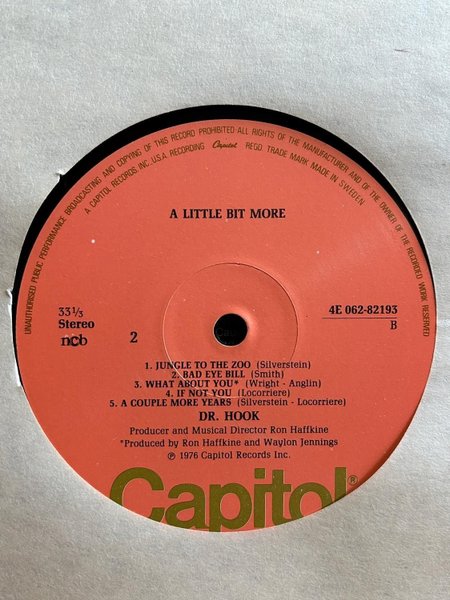 UNAUTHORISED PUBLIC PERFORMANCE BROADCASTING AND COPYING OF THIS RECORD PROHIBITED ALL RIGHTS OF THE MANUFACTURER AND OF THE OWNER OF THE RECORDED WORK RESERVED
A CAPITOL RECORDS INC. U.S.A. RECORDING Capitol REGD TRADE MARK MADE IN SWEDEN
A LITTLE BIT MORE
33 1/3
Stereo
ncb
2
4E 062-82193
B
1. JUNGLE TO THE ZOO (Silverstein)
2. BAD EYE BILL (Smith)
3. WHAT ABOUT YOU* (Wright - Anglin)
4. IF NOT YOU (Locorriere)
5. A COUPLE MORE YEARS (Silverstein - Locorriere)
DR. HOOK
Producer and Musical Director Ron Haffkine
*Produced by Ron Haffkine and Waylon Jennings
℗ 1976 Capitol Records Inc.
Capitol®